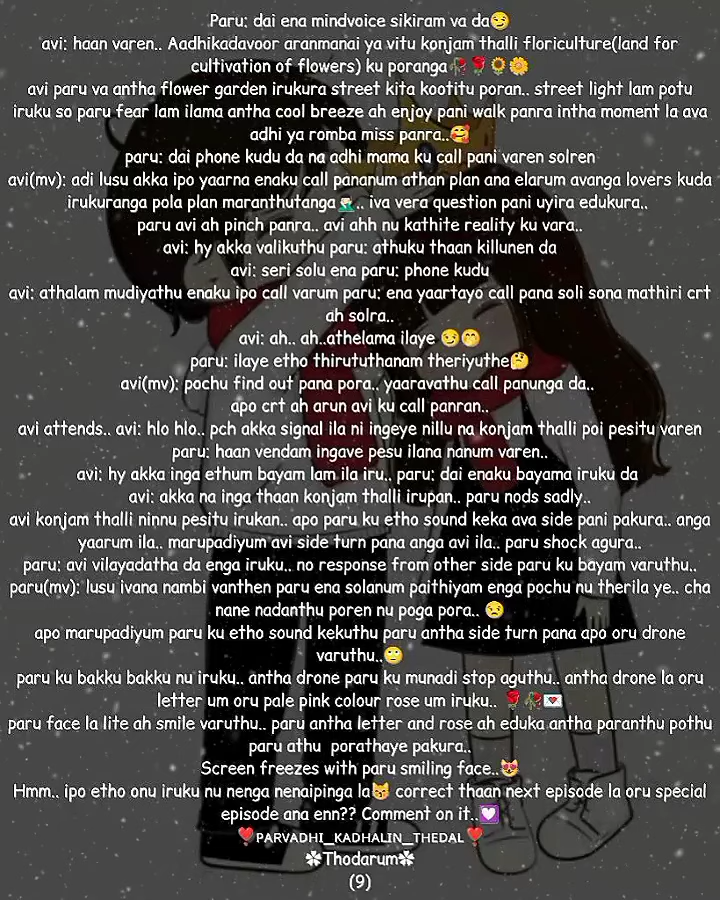 Paru: dai ena mindvoice sikiram va da😏
avi: haan varen.. Aadhikadavoor aranmanai ya vitu konjam thalli floriculture(land for
cultivation of flowers) ku poranga🥀🌹🌻🌼
avi paru va antha flower garden irukura street kita kootitu poran.. street light lam potu
iruku so paru fear lam ilama antha cool breeze ah enjoy pani walk panra intha moment la ava
adhi ya romba miss panra..🥰
paru: dai phone kudu da na adhi mama ku call pani varen solren
avi(mv): adi lusu akka ipo yaarna enaku call pananum athan plan ana elarum avanga lovers kuda
irukuranga pola plan maranthutanga🤦🏻‍♂️.. iva vera question pani uyira edukura..
paru avi ah pinch panra.. avi ahh nu kathite reality ku vara..
avi: hy akka valikuthu paru: athuku thaan killunen da
avi: seri solu ena paru: phone kudu
avi: athalam mudiyathu enaku ipo call varum paru: ena yaartayo call pana soli sona mathiri crt
ah solra..
avi: ah.. ah..athelama ilaye 😏😁
paru: ilaye etho thirututhanam theriyuthe🤔
avi(mv): pochu find out pana pora.. yaaravathu call panunga da..
apo crt ah arun avi ku call panran..
avi attends.. avi: hlo hlo.. pch akka signal ila ni ingeye nillu na konjam thalli poi pesitu varen
paru: haan vendam ingave pesu ilana nanum varen..
avi: hy akka inga ethum bayam lam ila iru.. paru: dai enaku bayama iruku da
avi: akka na inga thaan konjam thalli irupan.. paru nods sadly..
avi konjam thalli ninnu pesitu irukan.. apo paru ku etho sound keka ava side pani pakura.. anga
yaarum ila.. marupadiyum avi side turn pana anga avi ila.. paru shock agura..
paru: avi vilayadatha da enga iruku.. no response from other side paru ku bayam varuthu..
paru(mv): lusu ivana nambi vanthen paru ena solanum paithiyam enga pochu nu therila ye.. cha
nane nadanthu poren nu poga pora.. 😒
apo marupadiyum paru ku etho sound kekuthu paru antha side turn pana apo oru drone
varuthu..🙄
paru ku bakku bakku nu iruku.. antha drone paru ku munadi stop aguthu.. antha drone la oru
letter um oru pale pink colour rose um iruku.. 🌹🥀💌
paru face la lite ah smile varuthu.. paru antha letter and rose ah eduka antha paranthu pothu
paru athu  porathaye pakura..
Screen freezes with paru smiling face..😻
Hmm.. ipo etho onu iruku nu nenga nenaipinga la😽 correct thaan next episode la oru special
episode ana enn?? Comment on it..💟
❣️ᴘᴀʀᴠᴀᴅʜɪ_ᴋᴀᴅʜᴀʟɪɴ_ᴛʜᴇᴅᴀʟ❣️
✿Thodarum✿
(9)